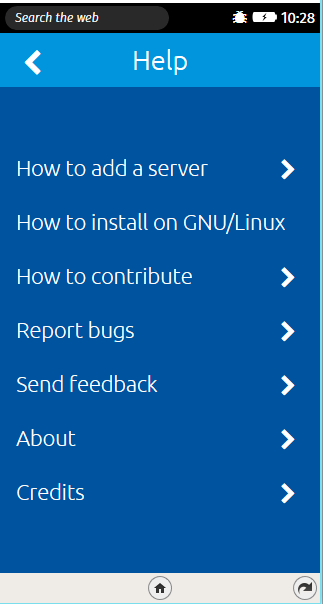 Search the web
10:28
Help
How to add a server
How to install on GNU/Linux
How to contribute
Report bugs
Send feedback
About
Credits